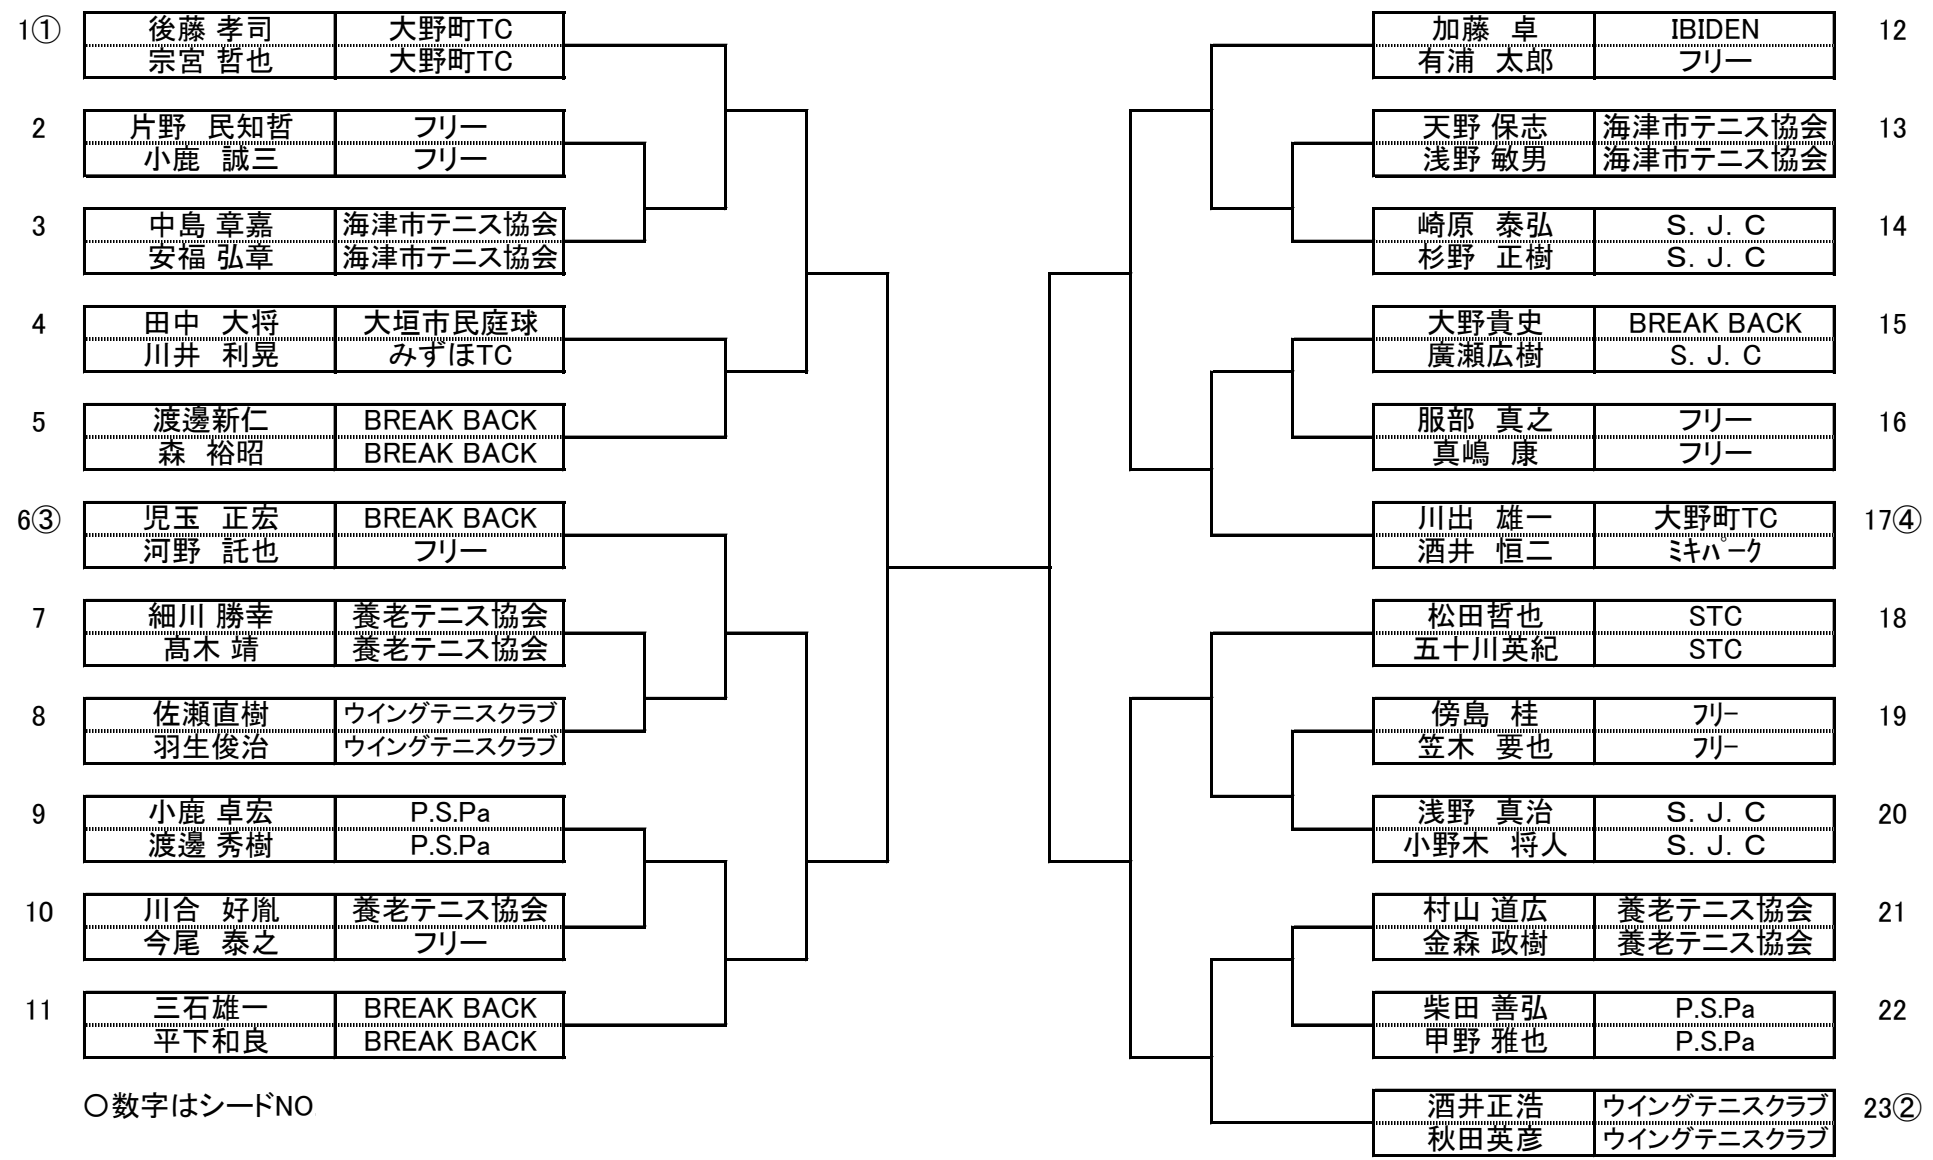 1① 後藤 孝司 大野町TC
宗宮 哲也 大野町TC
2 片野 民知哲 フリー
小鹿 誠三 フリー
3 中島 章嘉 海津市テニス協会
安福 弘章 海津市テニス協会
4 田中 大将 大垣市民庭球
川井 利晃 みずほTC
5 渡邊新仁 BREAK BACK
森 裕昭 BREAK BACK
6③ 児玉 正宏 BREAK BACK
河野 託也 フリー
7 細川 勝幸 養老テニス協会
髙木 靖 養老テニス協会
8 佐瀬直樹 ウイングテニスクラブ
羽生俊治 ウイングテニスクラブ
9 小鹿 卓宏 P.S.Pa
渡邊 秀樹 P.S.Pa
10 川合 好胤 養老テニス協会
今尾 泰之 フリー
11 三石雄一 BREAK BACK
平下和良 BREAK BACK
〇数字はシードNO
加藤 卓 IBIDEN 12
有浦 太郎 フリー
天野 保志 海津市テニス協会 13
浅野 敏男 海津市テニス協会
崎原 泰弘 S. J. C 14
杉野 正樹 S. J. C
大野貴史 BREAK BACK 15
廣瀬広樹 S. J. C
服部 真之 フリー 16
真嶋 康 フリー
川出 雄一 大野町TC 17④
酒井 恒二 ﾐｷﾊﾟｰｸ
松田哲也 STC 18
五十川英紀 STC
傍島 桂 ﾌﾘｰ 19
笠木 要也 ﾌﾘｰ
浅野 真治 S. J. C 20
小野木 将人 S. J. C
村山 道広 養老テニス協会 21
金森 政樹 養老テニス協会
柴田 善弘 P.S.Pa 22
甲野 雅也 P.S.Pa
酒井正浩 ウイングテニスクラブ 23②
秋田英彦 ウイングテニスクラブ